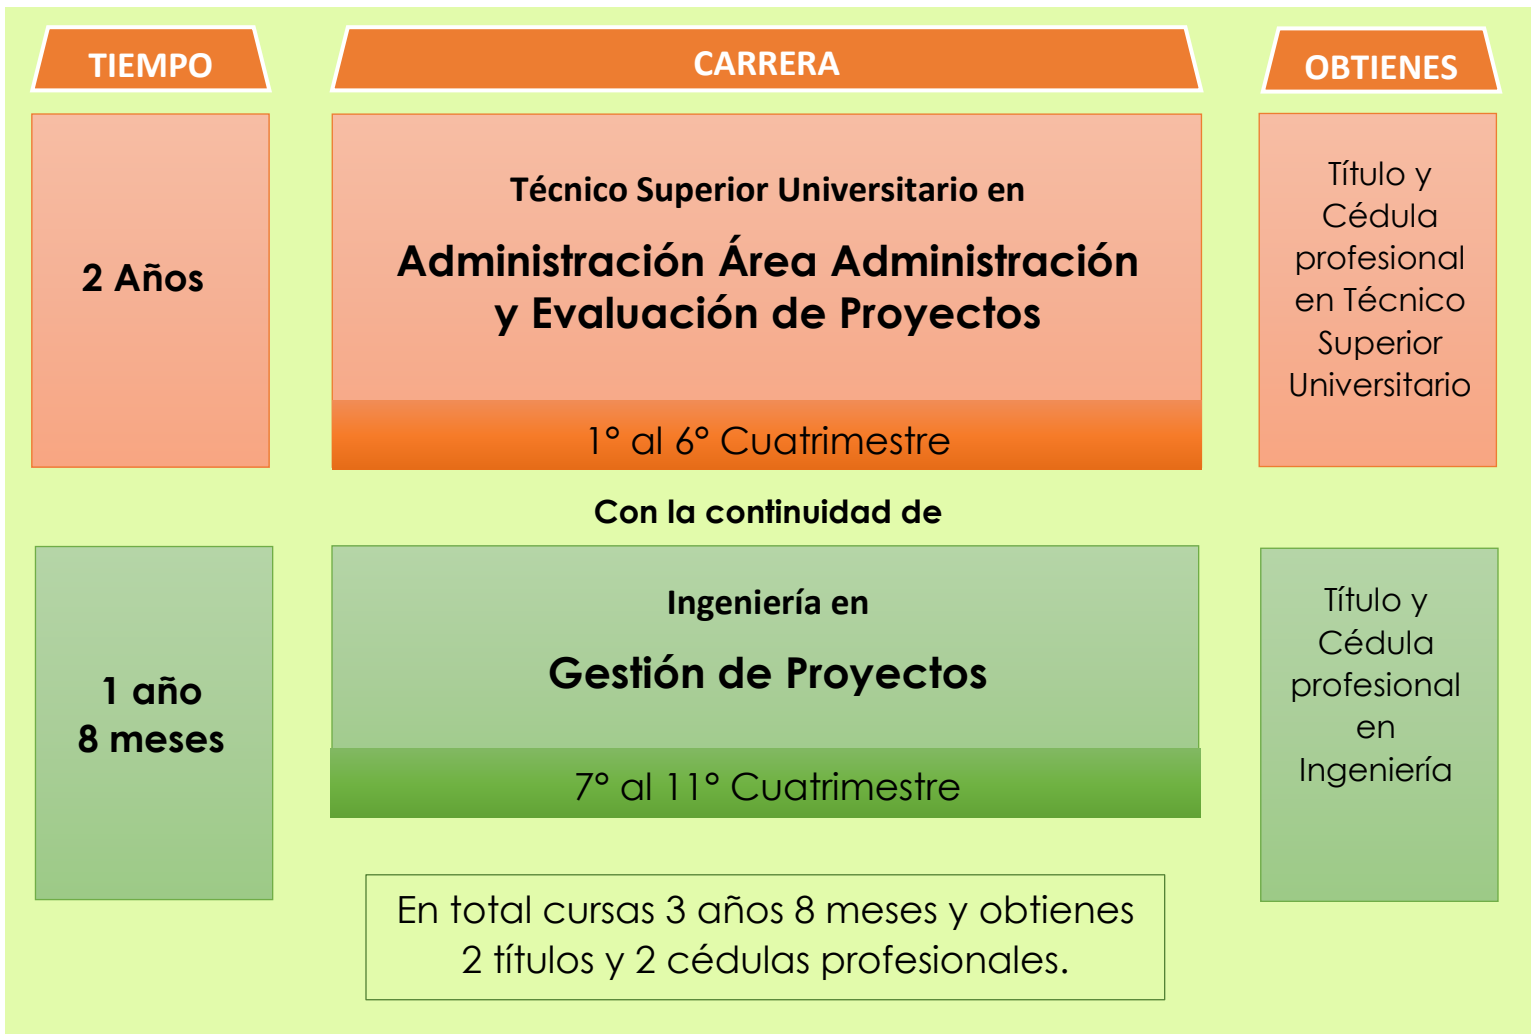 TIEMPO
CARRERA
OBTIENES
2 Años
Técnico Superior Universitario en
Administración Área Administración
y Evaluación de Proyectos
1° al 6° Cuatrimestre
Título y
Cédula
profesional
en Técnico
Superior
Universitario
Con la continuidad de
1 año
8 meses
Ingeniería en
Gestión de Proyectos
7° al 11° Cuatrimestre
Título y
Cédula
profesional
en
Ingeniería
En total cursas 3 años 8 meses y obtienes
2 títulos y 2 cédulas profesionales.